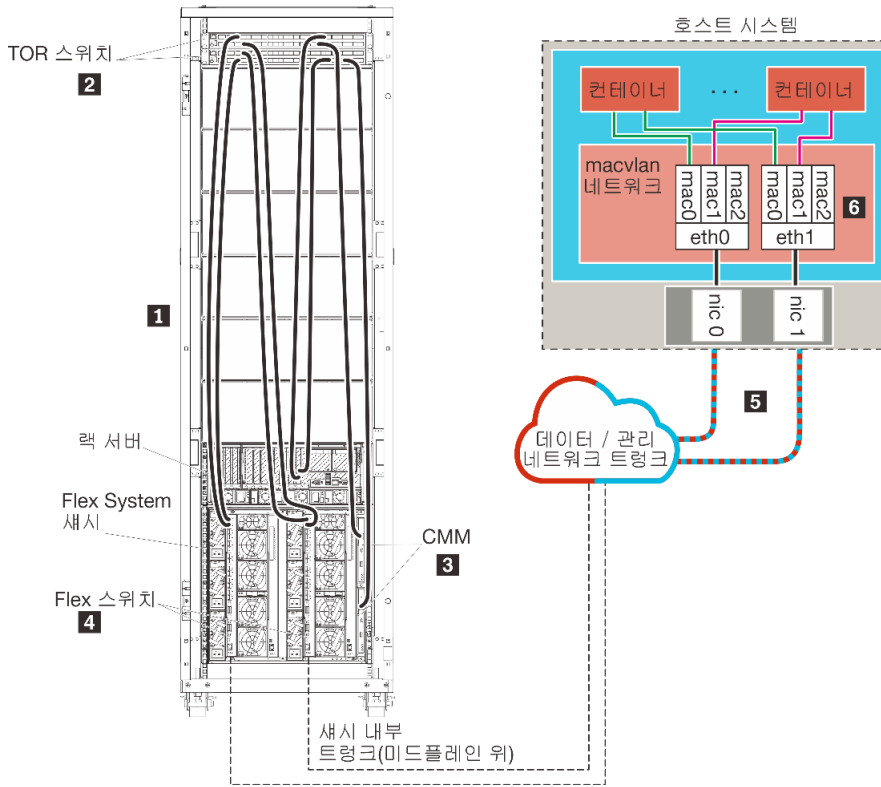 호스트 시스템
TOR 스위치
2
컨테이너
...
컨테이너
macvlan
네트워크
mac0
mac1
mac2
mac0
mac1
mac2
6
eth0
eth1
1
nic 0
nic 1
5
데이터 / 관리
네트워크 트렁크
랙 서버
Flex System
섀시
CMM
3
Flex 스위치
4
섀시 내부
트렁크(미드플레인 위)